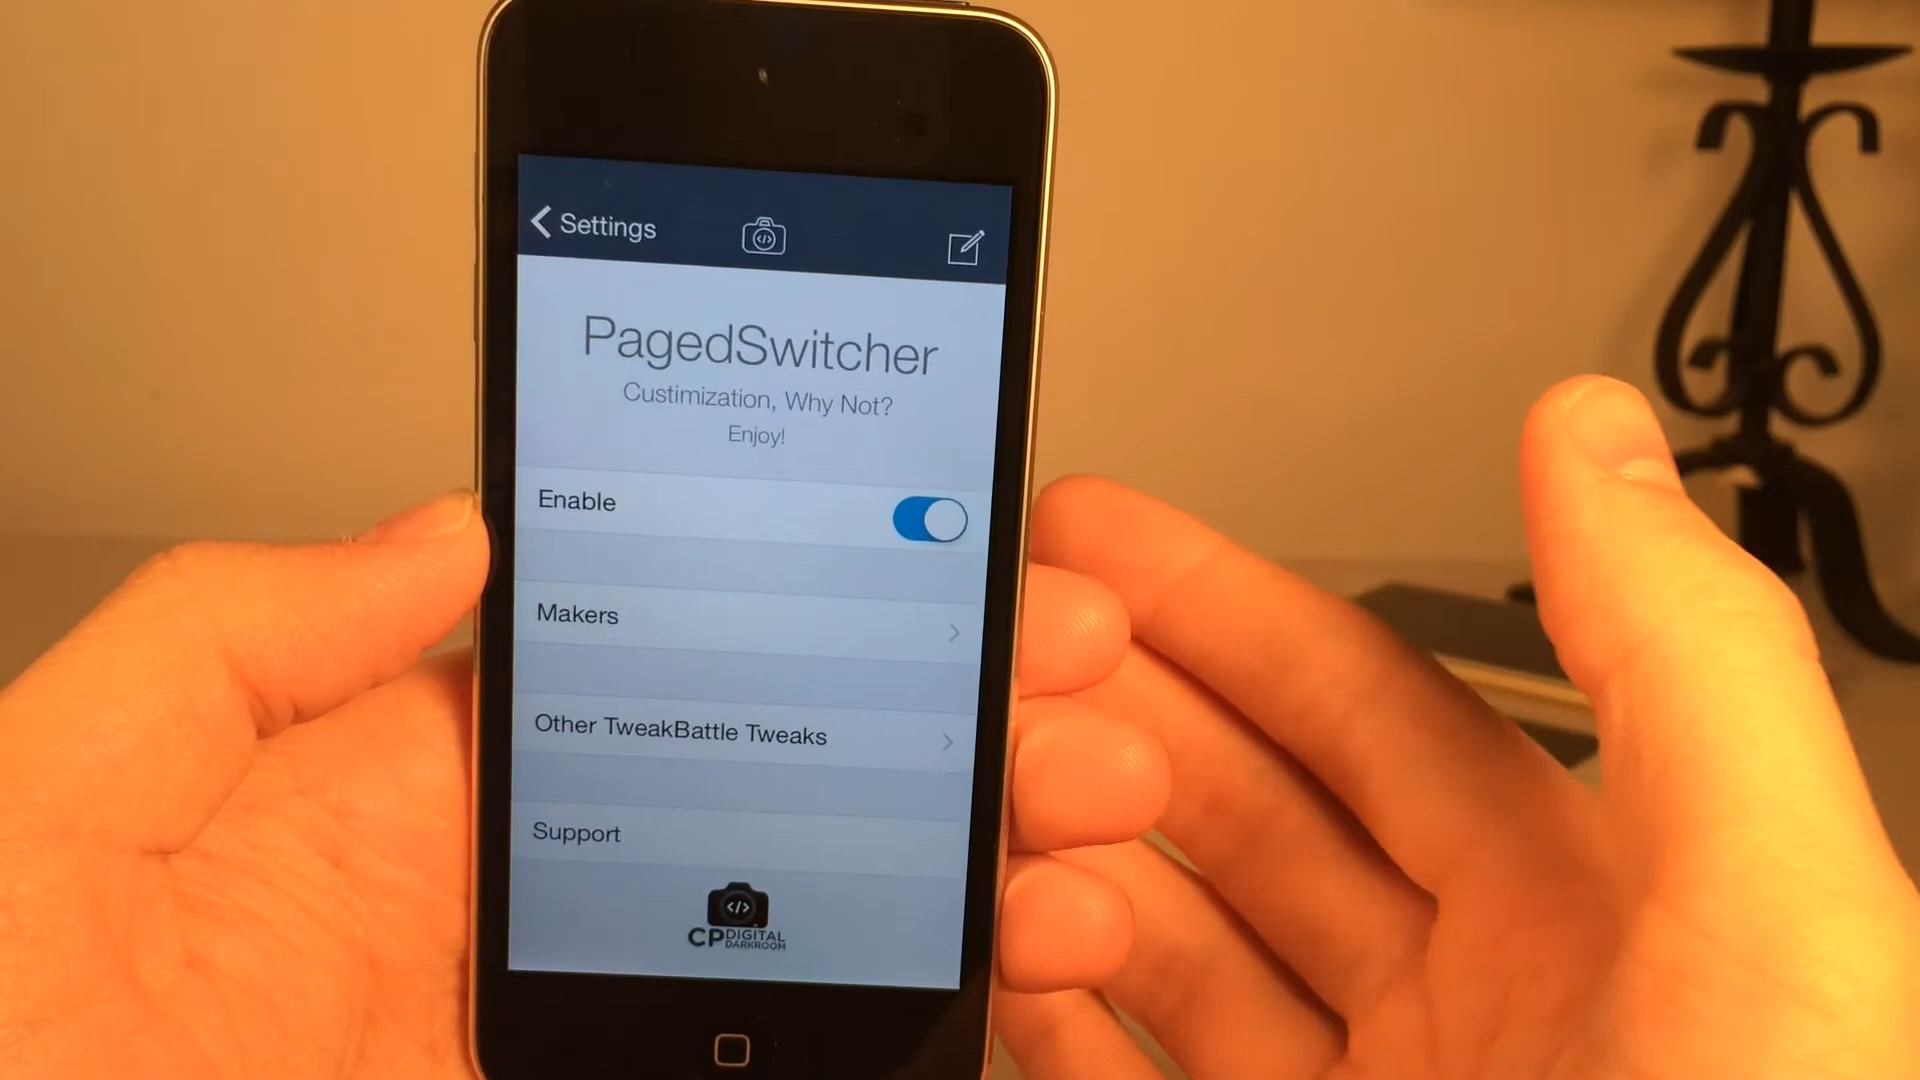 Settings
PagedSwitcher
Custimization, Why Not?
Enjoy!
Enable
Makers
Other TweakBattle Tweaks
Support
</>
CP DIGITAL
DARKROOM